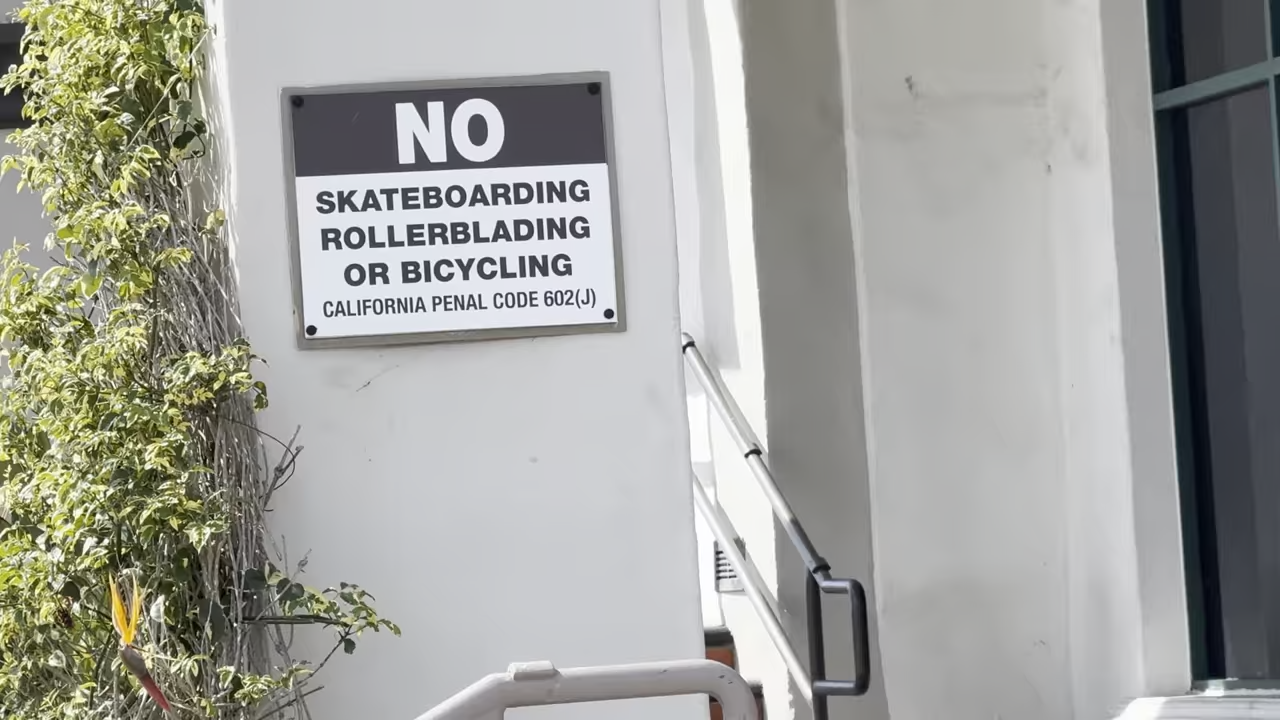 NO
SKATEBOARDING
ROLLERBLADING
OR BICYCLING
CALIFORNIA PENAL CODE 602(J)